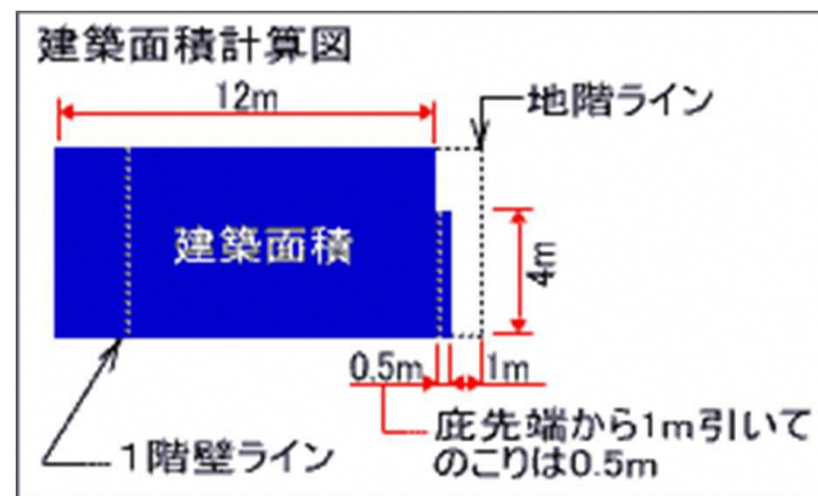 建築面積計算図
12m
地階ライン
建築面積
4m
0.5m
1m
庇先端から1m引いて
のこりは0.5m
1階壁ライン